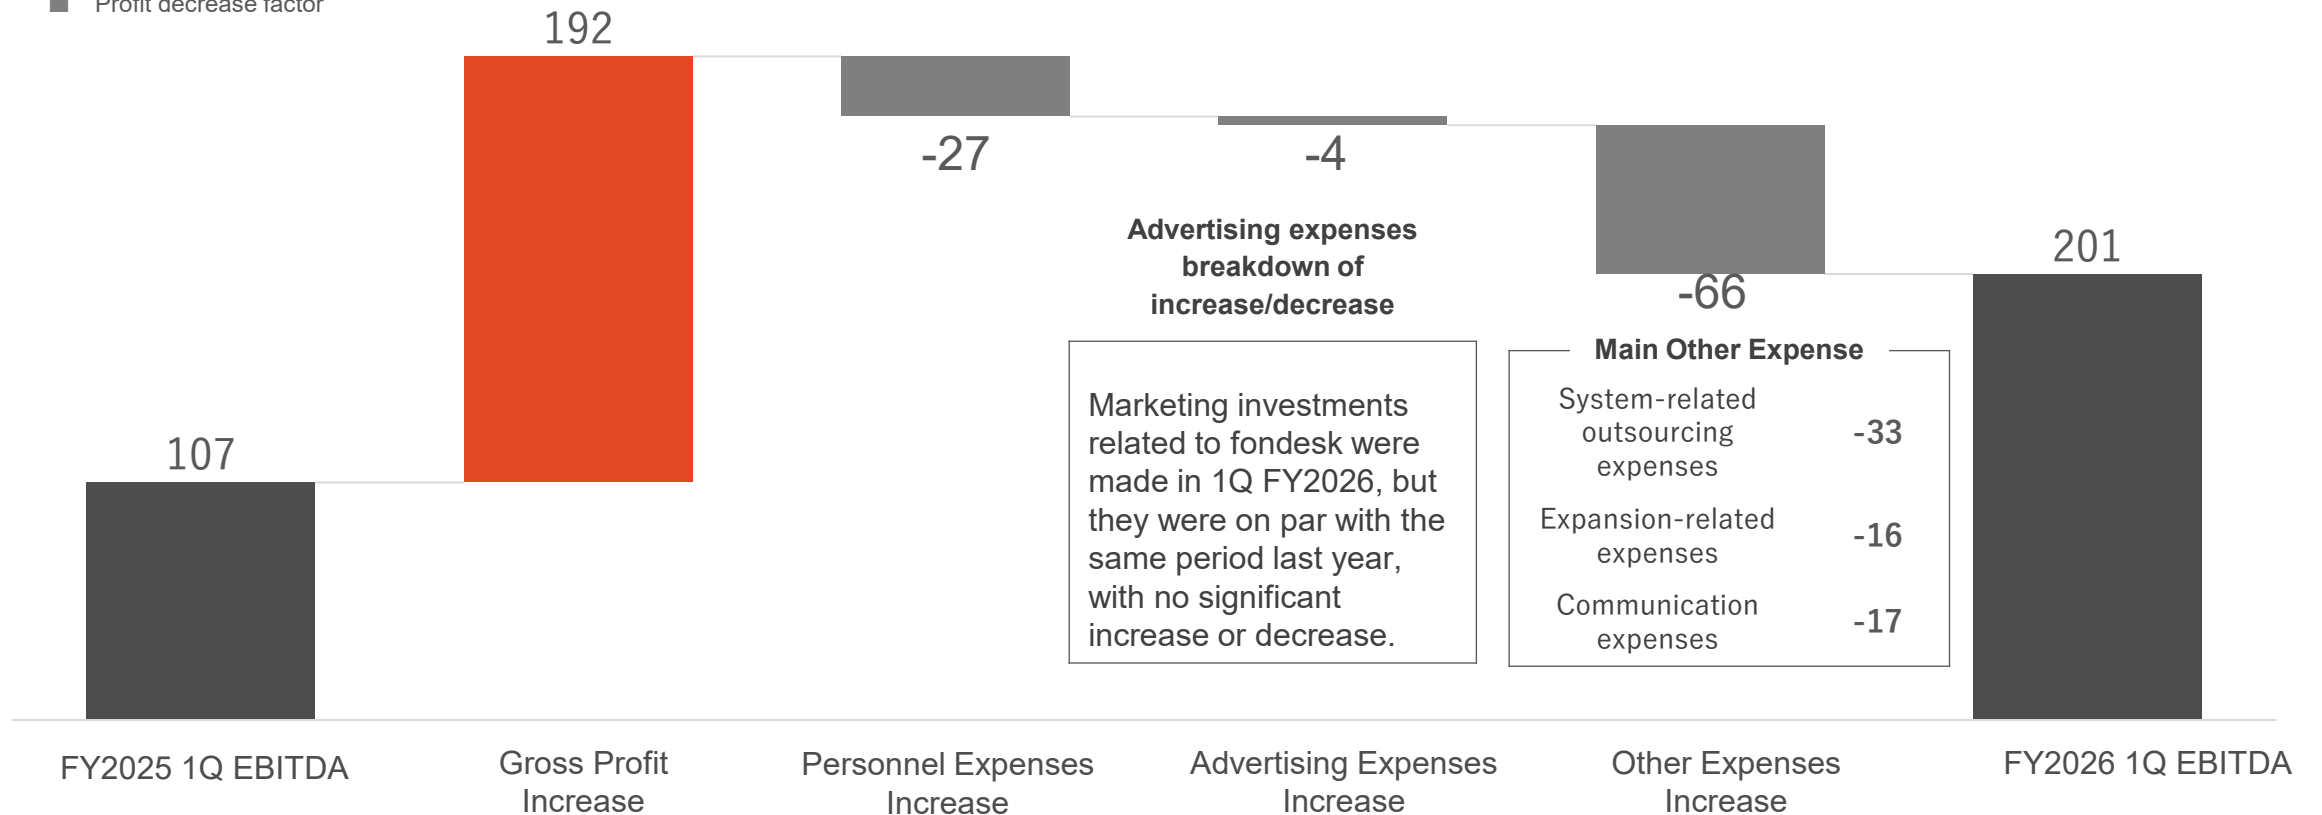 Profit decrease factor
192
-27
-4
Advertising expenses
breakdown of
increase/decrease
201
-66
Main Other Expense
System-related
outsourcing
expenses
-33
Expansion-related
expenses
-16
Communication
expenses
-17
Marketing investments
related to fondesk were
made in 1Q FY2026, but
they were on par with the
same period last year,
with no significant
increase or decrease.
107
FY2025 1Q EBITDA
Gross Profit
Increase
Personnel Expenses
Increase
Advertising Expenses
Increase
Other Expenses
Increase
FY2026 1Q EBITDA